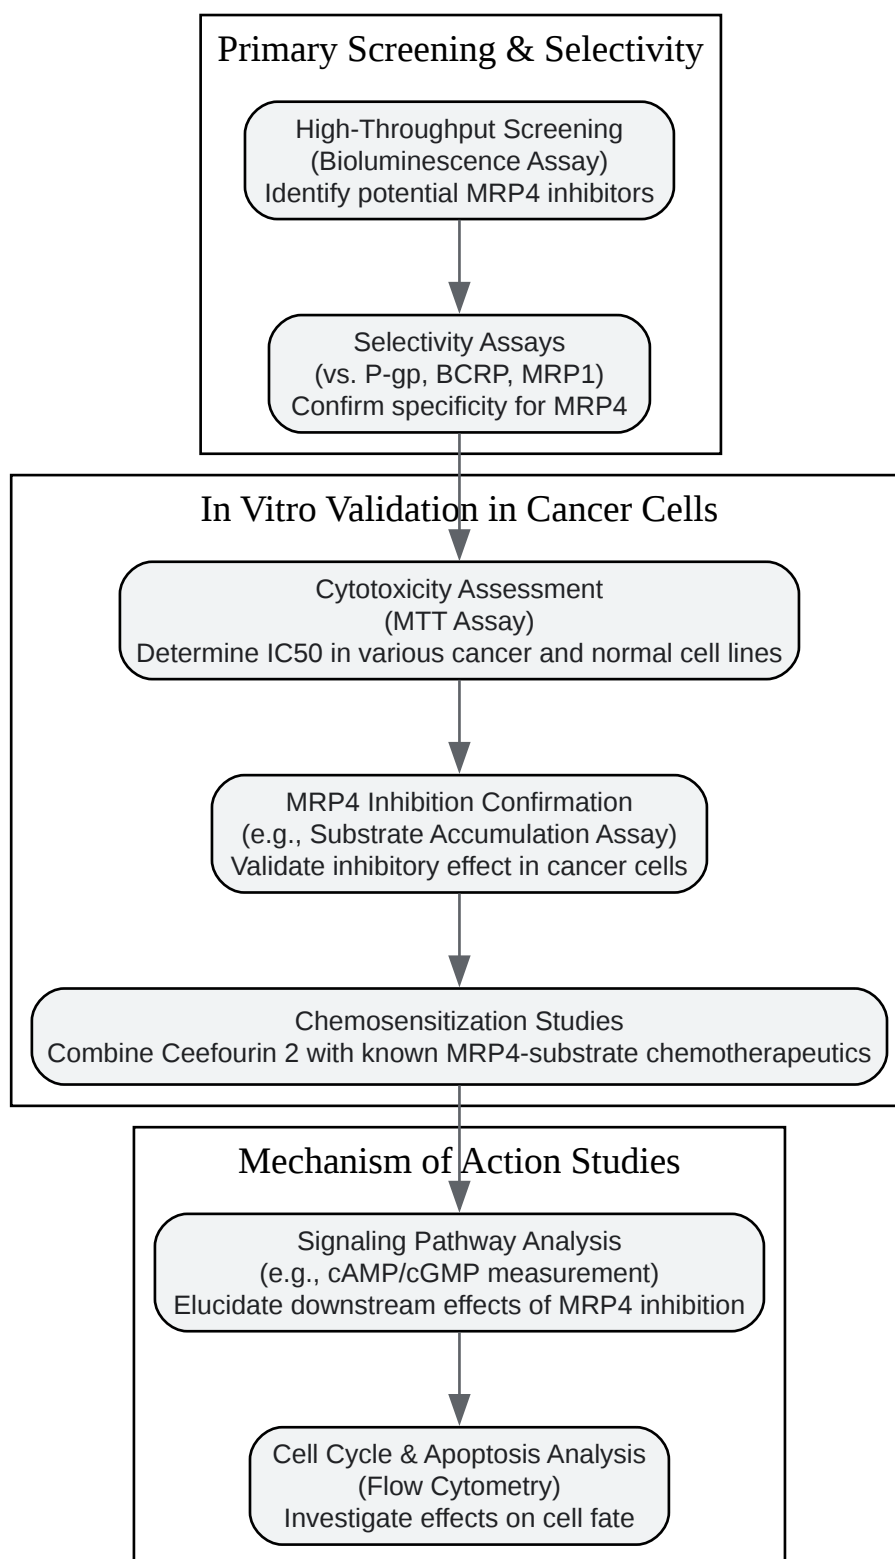 Primary Screening & Selectivity
High-Throughput Screening
(Bioluminescence Assay)
Identify potential MRP4 inhibitors
Selectivity Assays
(vs. P-gp, BCRP, MRP1)
Confirm specificity for MRP4
In Vitro Validation in Cancer Cells
Cytotoxicity Assessment
(MTT Assay)
Determine IC50 in various cancer and normal cell lines
MRP4 Inhibition Confirmation
(e.g., Substrate Accumulation Assay)
Validate inhibitory effect in cancer cells
Chemosensitization Studies
Combine Ceefourin 2 with known MRP4-substrate chemotherapeutics
Mechanism of Action Studies
Signaling Pathway Analysis
(e.g., cAMP/cGMP measurement)
Elucidate downstream effects of MRP4 inhibition
Cell Cycle & Apoptosis Analysis
(Flow Cytometry)
Investigate effects on cell fate